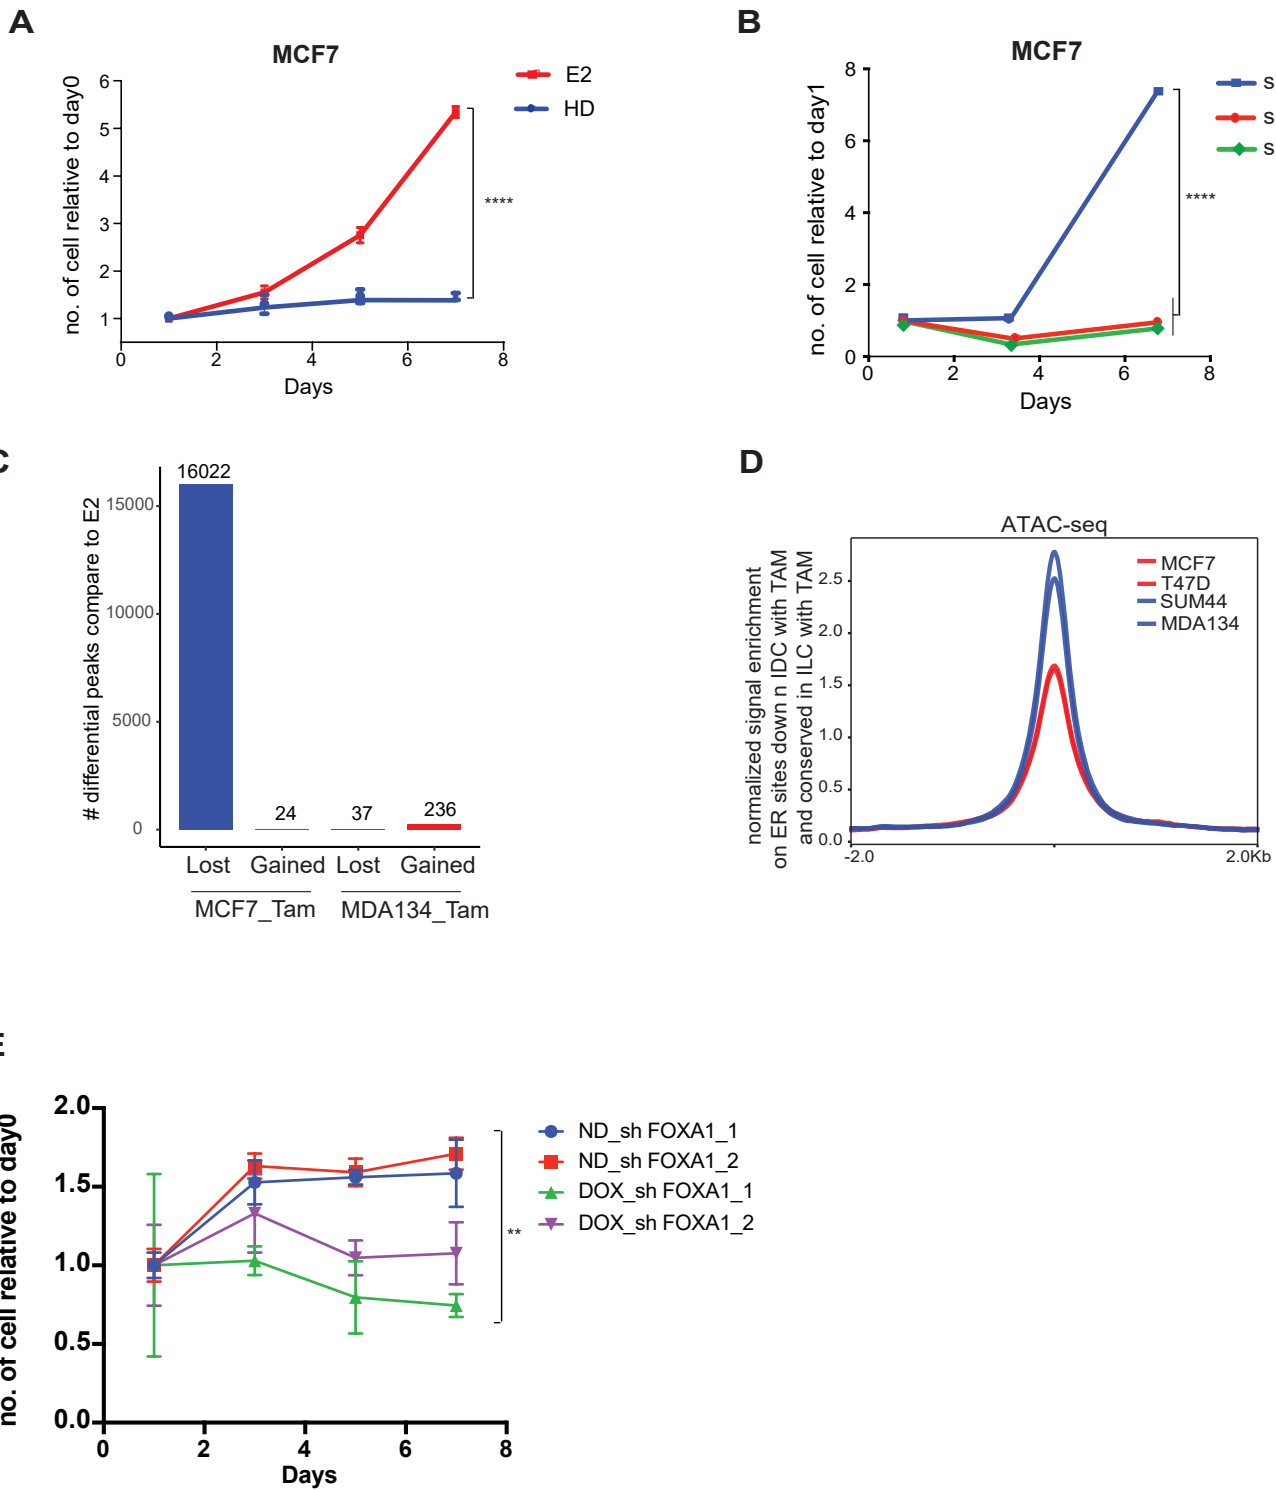 A
MCF7
no. of cell relative to day0
6
5
4
3
2
1
0 2 4 6 8
Days
E2
HD
****
B
MCF7
no. of cell relative to day1
8
6
4
2
0
0 2 4 6 8
Days
s
s
s
****
# differential peaks compare to E2
15000
10000
5000
0
16022
24
37
236
Lost Gained Lost Gained
MCF7_Tam MDA134_Tam
D
ATAC-seq
normalized signal enrichment
on ER sites down n IDC with TAM
and conserved in ILC with TAM
2.5
2.0
1.5
1.0
0.5
0.0
-2.0 2.0Kb
MCF7
T47D
SUM44
MDA134
E
no. of cell relative to day0
2.0
1.5
1.0
0.5
0.0
0 2 4 6 8
Days
ND_sh FOXA1_1
ND_sh FOXA1_2
DOX_sh FOXA1_1
DOX_sh FOXA1_2
**